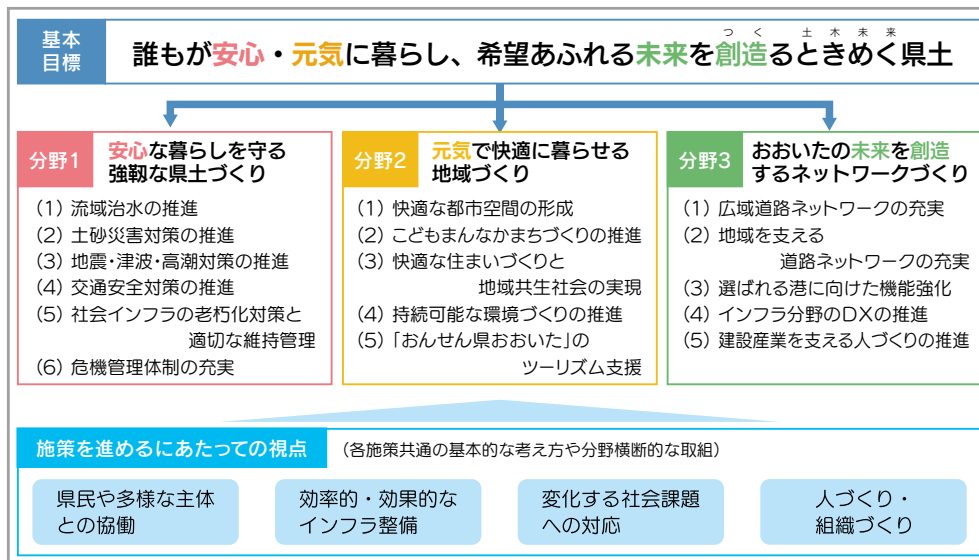 基本
目標
つく 土木未来
誰もが安心・元気に暮らし、希望あふれる未来を創造るときめく県土
分野1
安心な暮らしを守る
強靱な県土づくり
(1) 流域治水の推進
(2) 土砂災害対策の推進
(3) 地震・津波・高潮対策の推進
(4) 交通安全対策の推進
(5) 社会インフラの老朽化対策と
適切な維持管理
(6) 危機管理体制の充実
分野2
元気で快適に暮らせる
地域づくり
(1) 快適な都市空間の形成
(2) こどもまんなかまちづくりの推進
(3) 快適な住まいづくりと
地域共生社会の実現
(4) 持続可能な環境づくりの推進
(5) 「おんせん県おおいた」の
ツーリズム支援
分野3
おおいたの未来を創造
するネットワークづくり
(1) 広域道路ネットワークの充実
(2) 地域を支える
道路ネットワークの充実
(3) 選ばれる港に向けた機能強化
(4) インフラ分野のDXの推進
(5) 建設産業を支える人づくりの推進
施策を進めるにあたっての視点 (各施策共通の基本的な考え方や分野横断的な取組)
県民や多様な主体
との協働
効率的・効果的な
インフラ整備
変化する社会課題
への対応
人づくり・
組織づくり